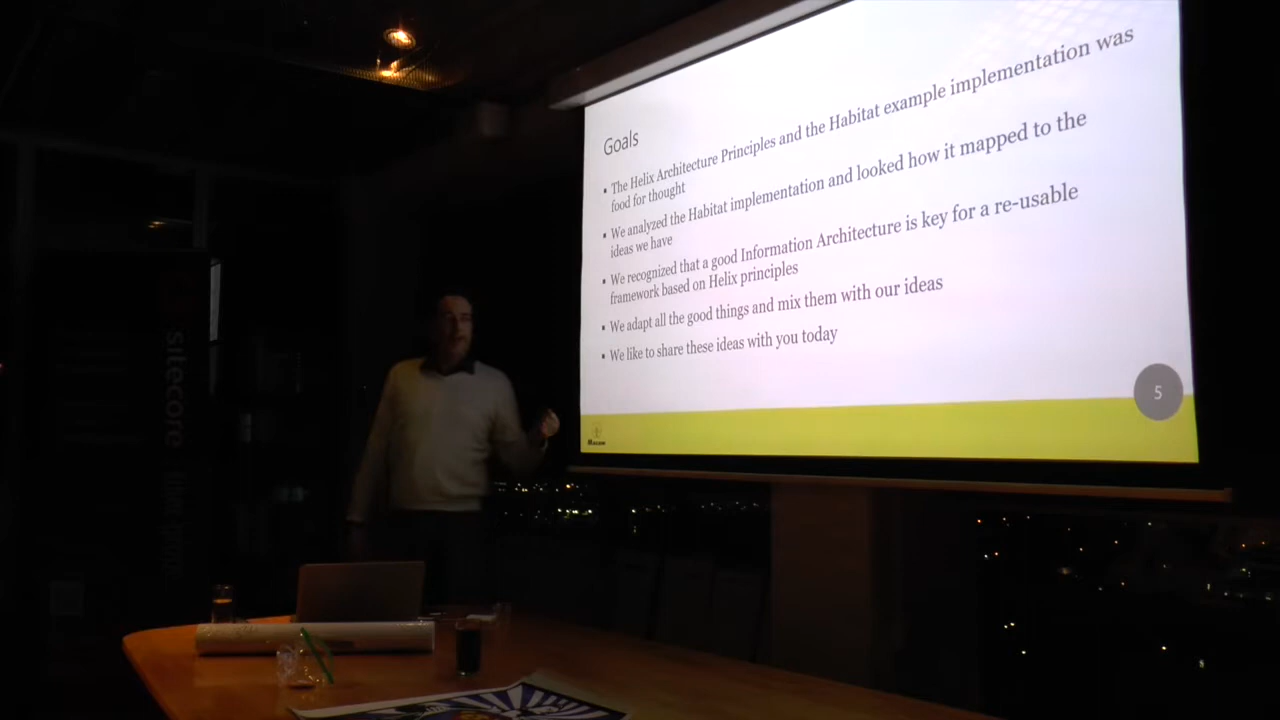 Goals
▪ The Helix Architecture Principles and the Habitat example implementation was
food for thought
▪ We analyzed the Habitat implementation and looked how it mapped to the
ideas we have
▪ We recognized that a good Information Architecture is key for a re-usable
framework based on Helix principles
▪ We adapt all the good things and mix them with our ideas
▪ We like to share these ideas with you today
5
Macaw
sitecore